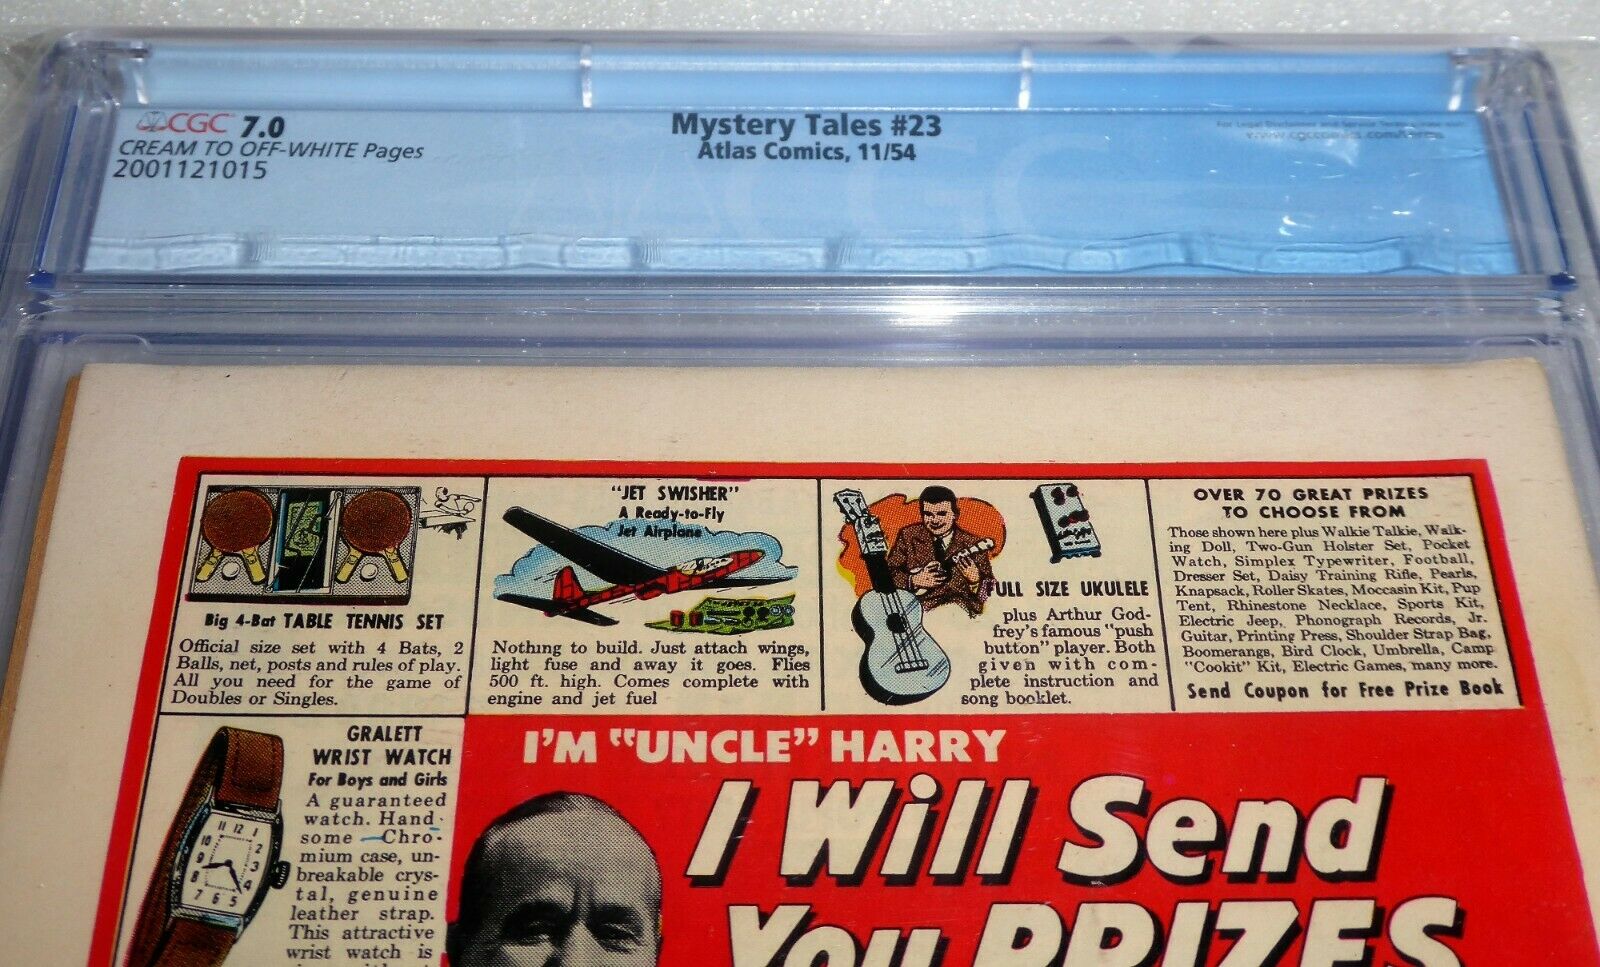 CGC 7.0
CREAM TO OFF-WHITE Pages
2001121015
Mystery Tales #23
Atlas Comics, 11/54
www.cgccomics.com/terms
Big 4-Bat TABLE TENNIS SET
Official size set with 4 Bats, 2
Balls, net, posts and rules of play.
All you need for the game of
Doubles or Singles.
"JET SWISHER"
A Ready-to-Fly
Jet Airplane
Nothing to build. Just attach wings,
light fuse and away it goes. Flies
500 ft. high. Comes complete with
engine and jet fuel
FULL SIZE UKULELE
plus Arthur God-
frey's famous "push
button" player. Both
given with com-
plete instruction and
song booklet.
OVER 70 GREAT PRIZES
TO CHOOSE FROM
Those shown here plus Walkie Talkie, Walk-
ing Doll, Two-Gun Holster Set, Pocket
Watch, Simplex Typewriter, Football,
Dresser Set, Daisy Training Rifle, Pearls,
Knapsack, Roller Skates, Moccasin Kit, Pup
Tent, Rhinestone Necklace, Sports Kit,
Electric Jeep, Phonograph Records, Jr.
Guitar, Printing Press, Shoulder Strap Bag,
Boomerangs, Bird Clock, Umbrella, Camp
"Cookit" Kit, Electric Games, many more.
Send Coupon for Free Prize Book
GRALETT
WRIST WATCH
For Boys and Girls
A guaranteed
watch. Hand-
some Chro-
mium case, un-
breakable crys-
tal, genuine
leather strap.
This attractive
wrist watch is
I'M "UNCLE" HARRY
I Will Send
You PRIZES